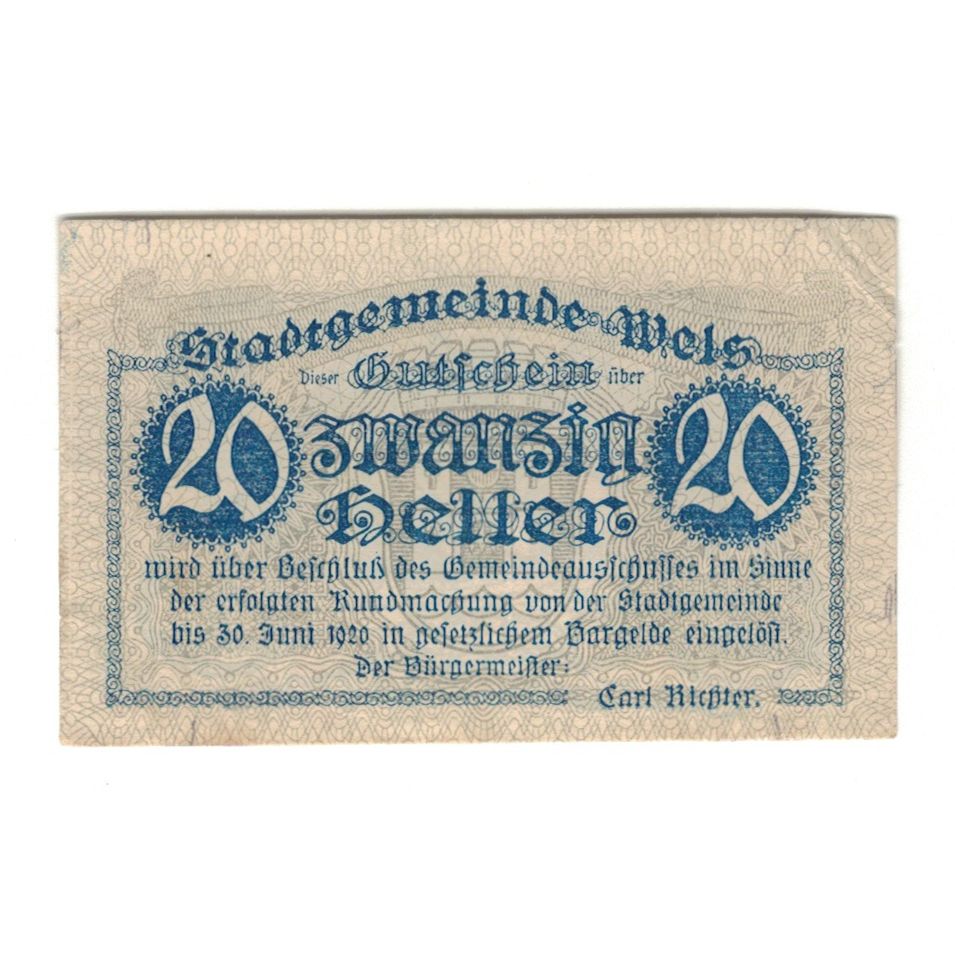 Stadtgemeinde Wels
Dieser Gutschein über
20 zwanzig 20
Heller
wird über Beschluß des Gemeindeausschusses im Sinne
der erfolgten Kundmachung von der Stadtgemeinde
bis 30. Juni 1920 in gesetzlichem Bargelde eingelöst.
Der Bürgermeister:
Carl Richter.